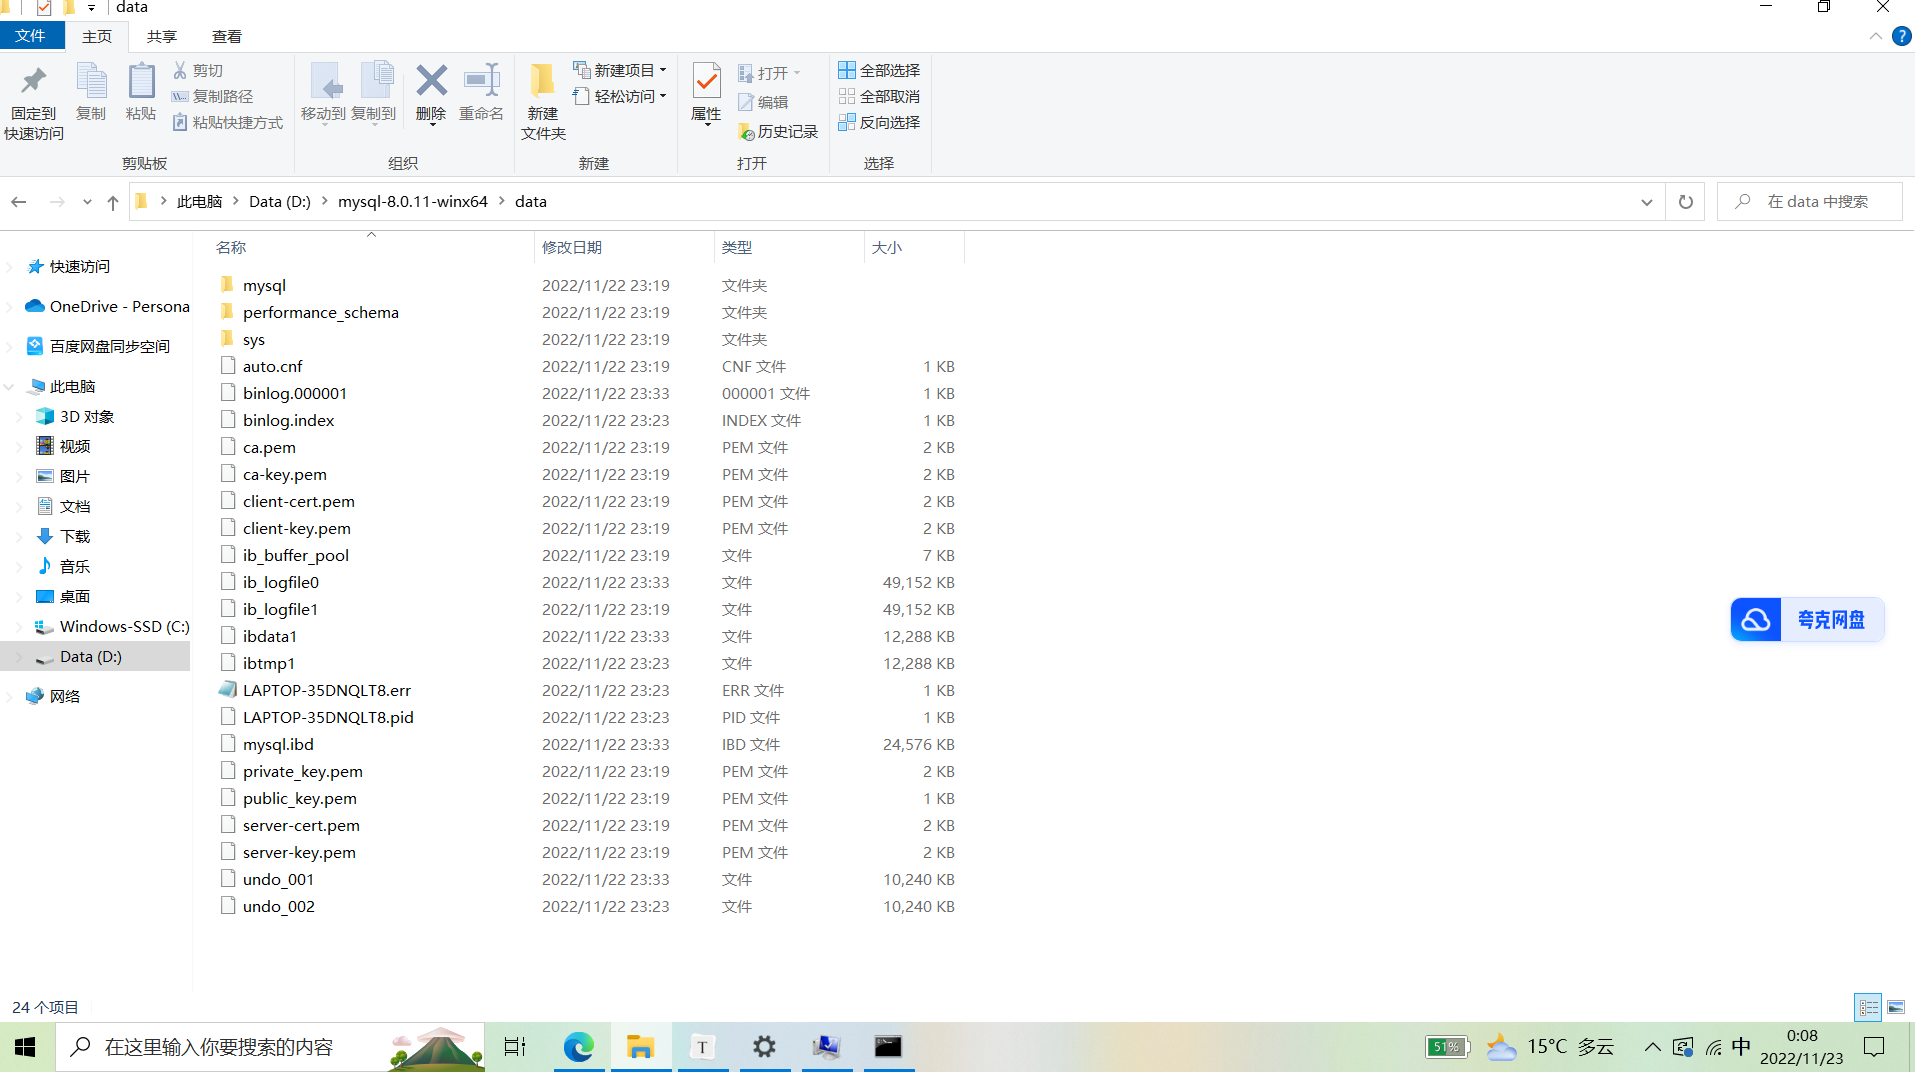 data
文件
主页
共享
查看
固定到
快速访问
复制
粘贴
剪切
复制路径
粘贴快捷方式
剪贴板
移动到
复制到
删除
重命名
组织
新建
文件夹
新建项目
轻松访问
新建
属性
打开
编辑
历史记录
打开
全部选择
全部取消
反向选择
选择
此电脑 Data (D:) mysql-8.0.11-winx64 data
在 data 中搜索
快速访问
OneDrive - Persona
百度网盘同步空间
此电脑
3D 对象
视频
图片
文档
下载
音乐
桌面
Windows-SSD (C:)
Data (D:)
网络
名称 修改日期 类型 大小
mysql 2022/11/22 23:19 文件夹
performance_schema 2022/11/22 23:19 文件夹
sys 2022/11/22 23:19 文件夹
auto.cnf 2022/11/22 23:19 CNF 文件 1 KB
binlog.000001 2022/11/22 23:33 000001 文件 1 KB
binlog.index 2022/11/22 23:23 INDEX 文件 1 KB
ca.pem 2022/11/22 23:19 PEM 文件 2 KB
ca-key.pem 2022/11/22 23:19 PEM 文件 2 KB
client-cert.pem 2022/11/22 23:19 PEM 文件 2 KB
client-key.pem 2022/11/22 23:19 PEM 文件 2 KB
ib_buffer_pool 2022/11/22 23:19 文件 7 KB
ib_logfile0 2022/11/22 23:33 文件 49,152 KB
ib_logfile1 2022/11/22 23:19 文件 49,152 KB
ibdata1 2022/11/22 23:33 文件 12,288 KB
ibtmp1 2022/11/22 23:23 文件 12,288 KB
LAPTOP-35DNQLT8.err 2022/11/22 23:23 ERR 文件 1 KB
LAPTOP-35DNQLT8.pid 2022/11/22 23:23 PID 文件 1 KB
mysql.ibd 2022/11/22 23:33 IBD 文件 24,576 KB
private_key.pem 2022/11/22 23:19 PEM 文件 2 KB
public_key.pem 2022/11/22 23:19 PEM 文件 1 KB
server-cert.pem 2022/11/22 23:19 PEM 文件 2 KB
server-key.pem 2022/11/22 23:19 PEM 文件 2 KB
undo_001 2022/11/22 23:33 文件 10,240 KB
undo_002 2022/11/22 23:23 文件 10,240 KB
夸克网盘
24 个项目
在这里输入你要搜索的内容
T
51%
15°C 多云
中
0:08
2022/11/23